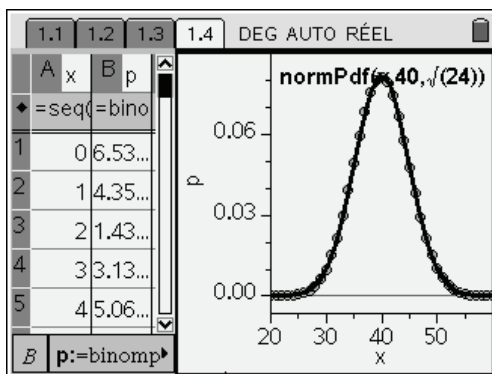 1.1 1.2 1.3 1.4 DEG AUTO RÉEL
A x B p
◆ =seq( =bino
1 0 6.53...
2 1 4.35...
3 2 1.43...
4 3 3.13...
5 4 5.06...
B p:=binomp
normPdf(x,40,√(24))
0.06
p
0.03
0.00
20 30 40 50
x